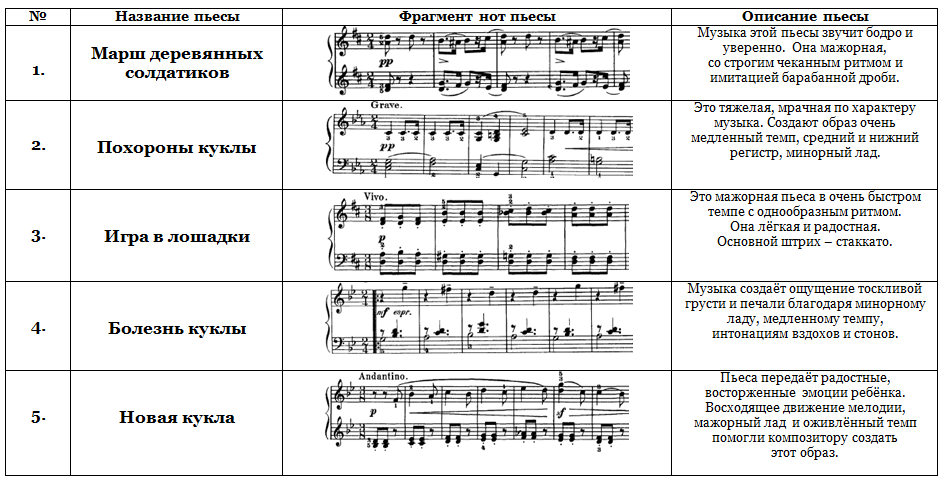 № Название пьесы Фрагмент нот пьесы Описание пьесы
1. Марш деревянных
солдатиков
pp
Музыка этой пьесы звучит бодро и
уверенно. Она мажорная,
со строгим чеканным ритмом и
имитацией барабанной дроби.
2. Похороны куклы
Grave.
pp
Это тяжелая, мрачная по характеру
музыка. Создают образ очень
медленный темп, средний и нижний
регистр, минорный лад.
3. Игра в лошадки
Vivo.
p
Это мажорная пьеса в очень быстром
темпе с однообразным ритмом.
Она лёгкая и радостная.
Основной штрих – стаккато.
4. Болезнь куклы
mf espr.
Музыка создаёт ощущение тоскливой
грусти и печали благодаря минорному
ладу, медленному темпу,
интонациям вздохов и стонов.
5. Новая кукла
Andantino.
p
sf
Пьеса передаёт радостные,
восторженные эмоции ребёнка.
Восходящее движение мелодии,
мажорный лад и оживлённый темп
помогли композитору создать
этот образ.